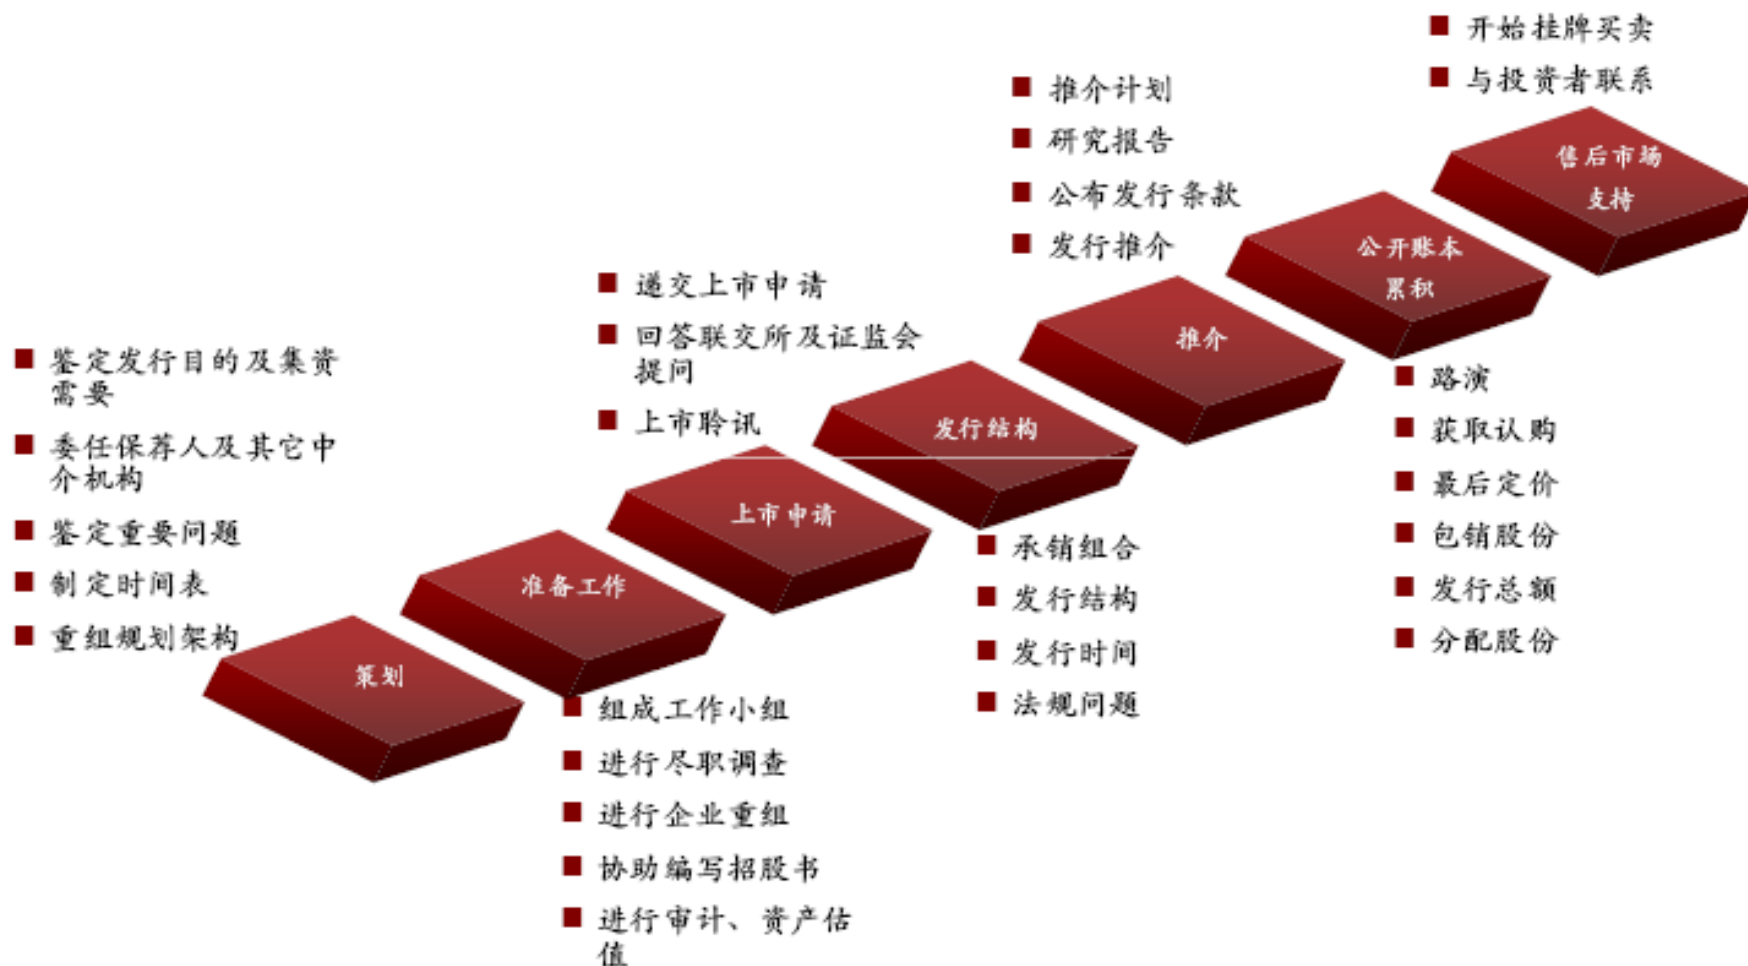 鉴定发行目的及集资
需要
委任保荐人及其它中
介机构
鉴定重要问题
制定时间表
重组规划架构
策划
准备工作
组成工作小组
进行尽职调查
进行企业重组
协助编写招股书
进行审计、资产估
值
递交上市申请
回答联交所及证监会
提问
上市聆讯
上市申请
发行结构
承销组合
发行结构
发行时间
法规问题
推介计划
研究报告
公布发行条款
发行推介
推介
公开账本
累积
路演
获取认购
最后定价
包销股份
发行总额
分配股份
开始挂牌买卖
与投资者联系
售后市场
支持